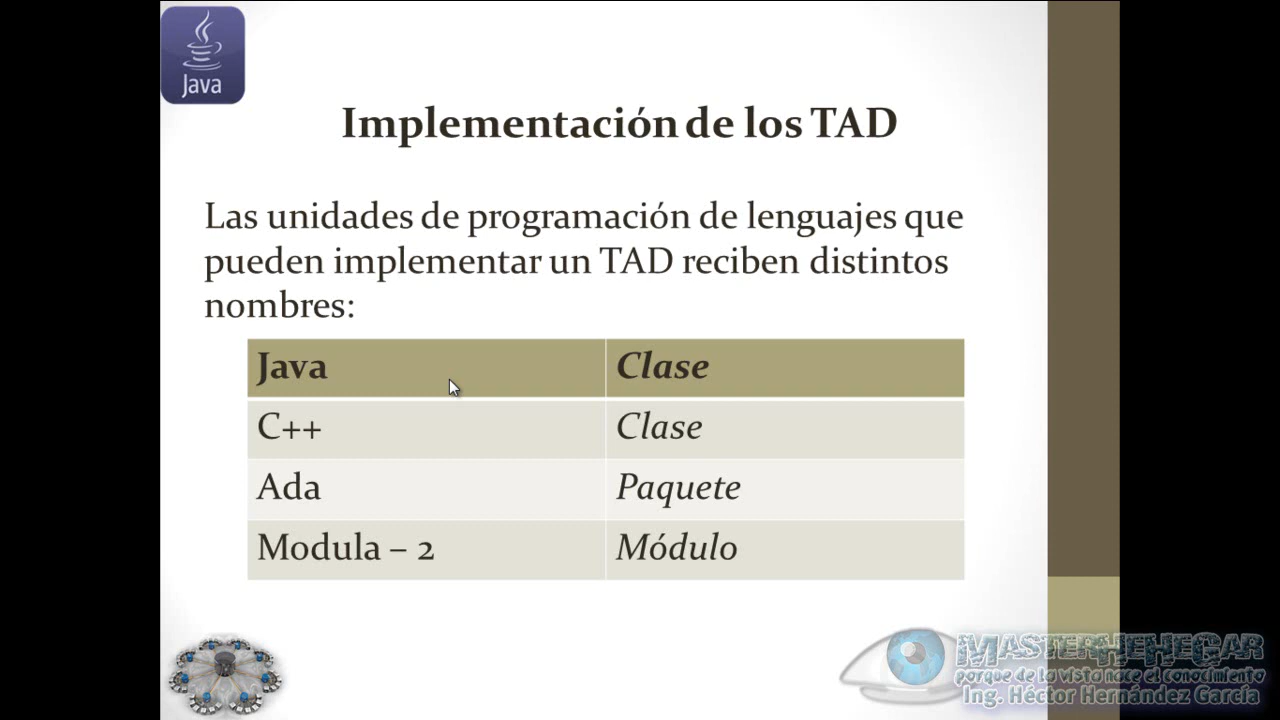 Java
Implementación de los TAD
Las unidades de programación de lenguajes que
pueden implementar un TAD reciben distintos
nombres:
Java Clase
C++ Clase
Ada Paquete
Modula – 2 Módulo
MASTERHEHEGAR
porque de la vista nace el conocimiento
Ing. Héctor Hernández García